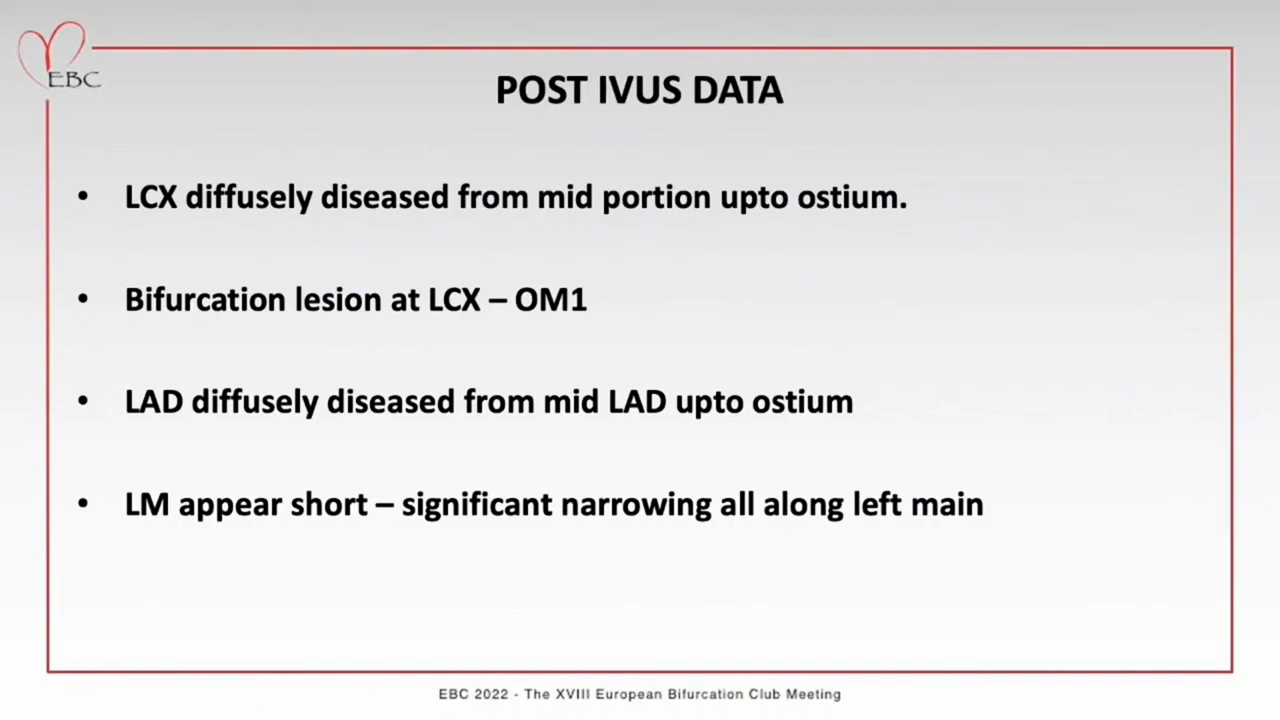 EBC
POST IVUS DATA
• LCX diffusely diseased from mid portion upto ostium.
• Bifurcation lesion at LCX – OM1
• LAD diffusely diseased from mid LAD upto ostium
• LM appear short – significant narrowing all along left main
EBC 2022 - The XVIII European Bifurcation Club Meeting